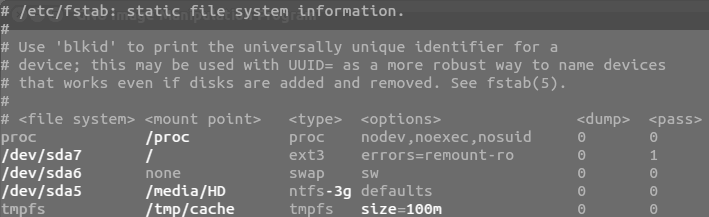 # /etc/fstab: static file system information.
#
# Use 'blkid' to print the universally unique identifier for a
# device; this may be used with UUID= as a more robust way to name devices
# that works even if disks are added and removed. See fstab(5).
#
# <file system> <mount point>   <type>  <options>       <dump>  <pass>
proc            /proc           proc    nodev,noexec,nosuid     0       0
/dev/sda7       /               ext3    errors=remount-ro       0       1
/dev/sda6       none            swap    sw                      0       0
/dev/sda5       /media/HD       ntfs-3g defaults                0       0
tmpfs           /tmp/cache      tmpfs   size=100m               0       0